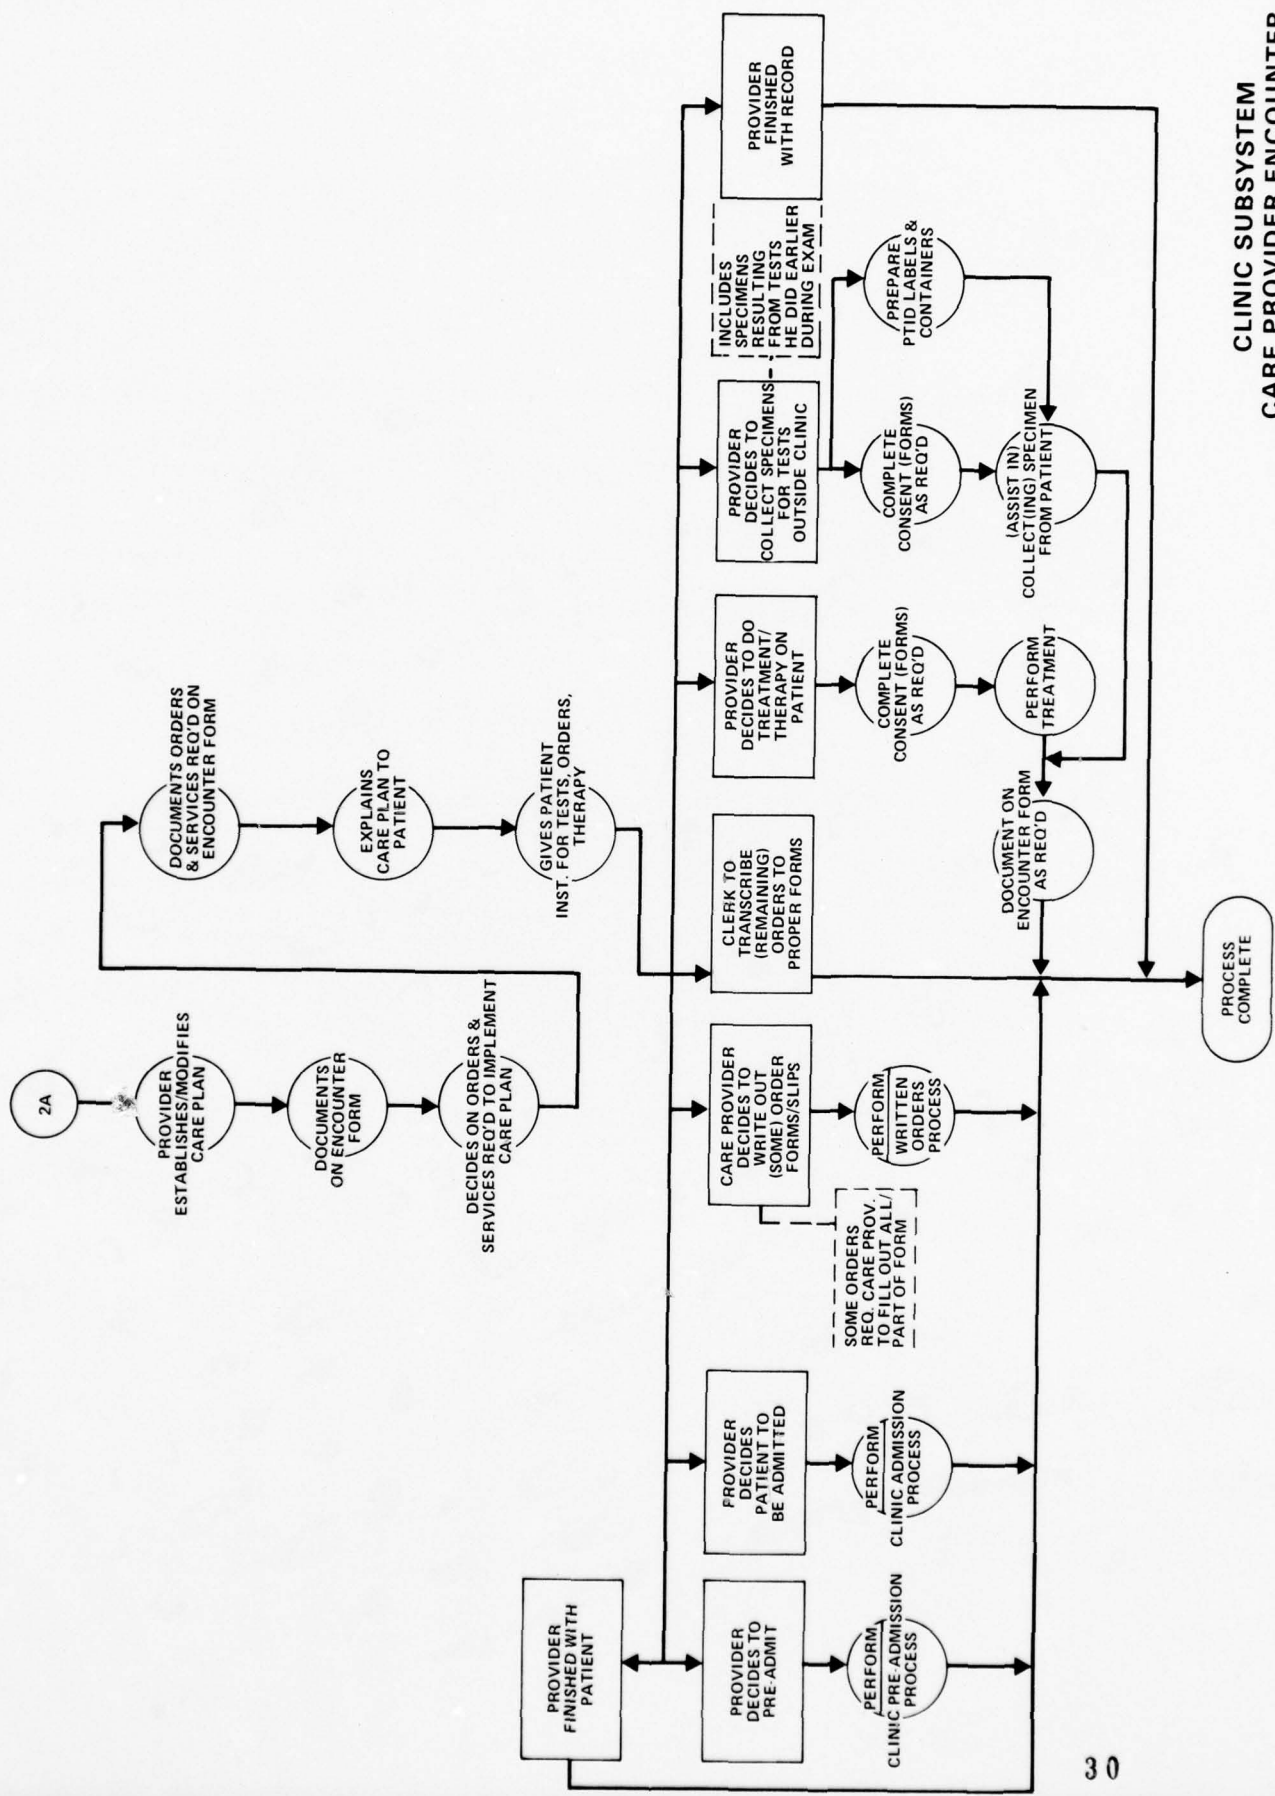 2A
PROVIDER
ESTABLISHES/MODIFIES
CARE PLAN
DOCUMENTS
ON ENCOUNTER
FORM
DECIDES ON ORDERS &
SERVICES REQ'D TO IMPLEMENT
CARE PLAN
DOCUMENTS ORDERS
& SERVICES REQ'D ON
ENCOUNTER FORM
EXPLAINS
CARE PLAN TO
PATIENT
GIVES PATIENT
INST. FOR TESTS, ORDERS,
THERAPY
PROVIDER
FINISHED WITH
PATIENT
PROVIDER
DECIDES TO
PRE-ADMIT
PERFORM
CLINIC PRE-ADMISSION
PROCESS
PROVIDER
DECIDES
PATIENT TO
BE ADMITTED
PERFORM
CLINIC ADMISSION
PROCESS
CARE PROVIDER
DECIDES TO
WRITE OUT
(SOME) ORDER
FORMS/SLIPS
SOME ORDERS
REQ. CARE PROV.
TO FILL OUT ALL/
PART OF FORM
PERFORM
WRITTEN
ORDERS
PROCESS
CLERK TO
TRANSCRIBE
(REMAINING)
ORDERS TO
PROPER FORMS
PROVIDER
DECIDES TO DO
TREATMENT/
THERAPY ON
PATIENT
COMPLETE
CONSENT (FORMS)
AS REQ'D
PERFORM
TREATMENT
DOCUMENT ON
ENCOUNTER FORM
AS REQ'D
PROVIDER
DECIDES TO
COLLECT SPECIMENS
FOR TESTS
OUTSIDE CLINIC
INCLUDES
SPECIMENS
RESULTING
FROM TESTS
HE DID EARLIER
DURING EXAM
COMPLETE
CONSENT (FORMS)
AS REQ'D
PREPARE
PTID LABELS &
CONTAINERS
(ASSIST IN)
COLLECT(ING) SPECIMEN
FROM PATIENT
PROVIDER
FINISHED
WITH RECORD
PROCESS
COMPLETE
CLINIC SUBSYSTEM
CARE PROVIDER ENCOUNTER
30